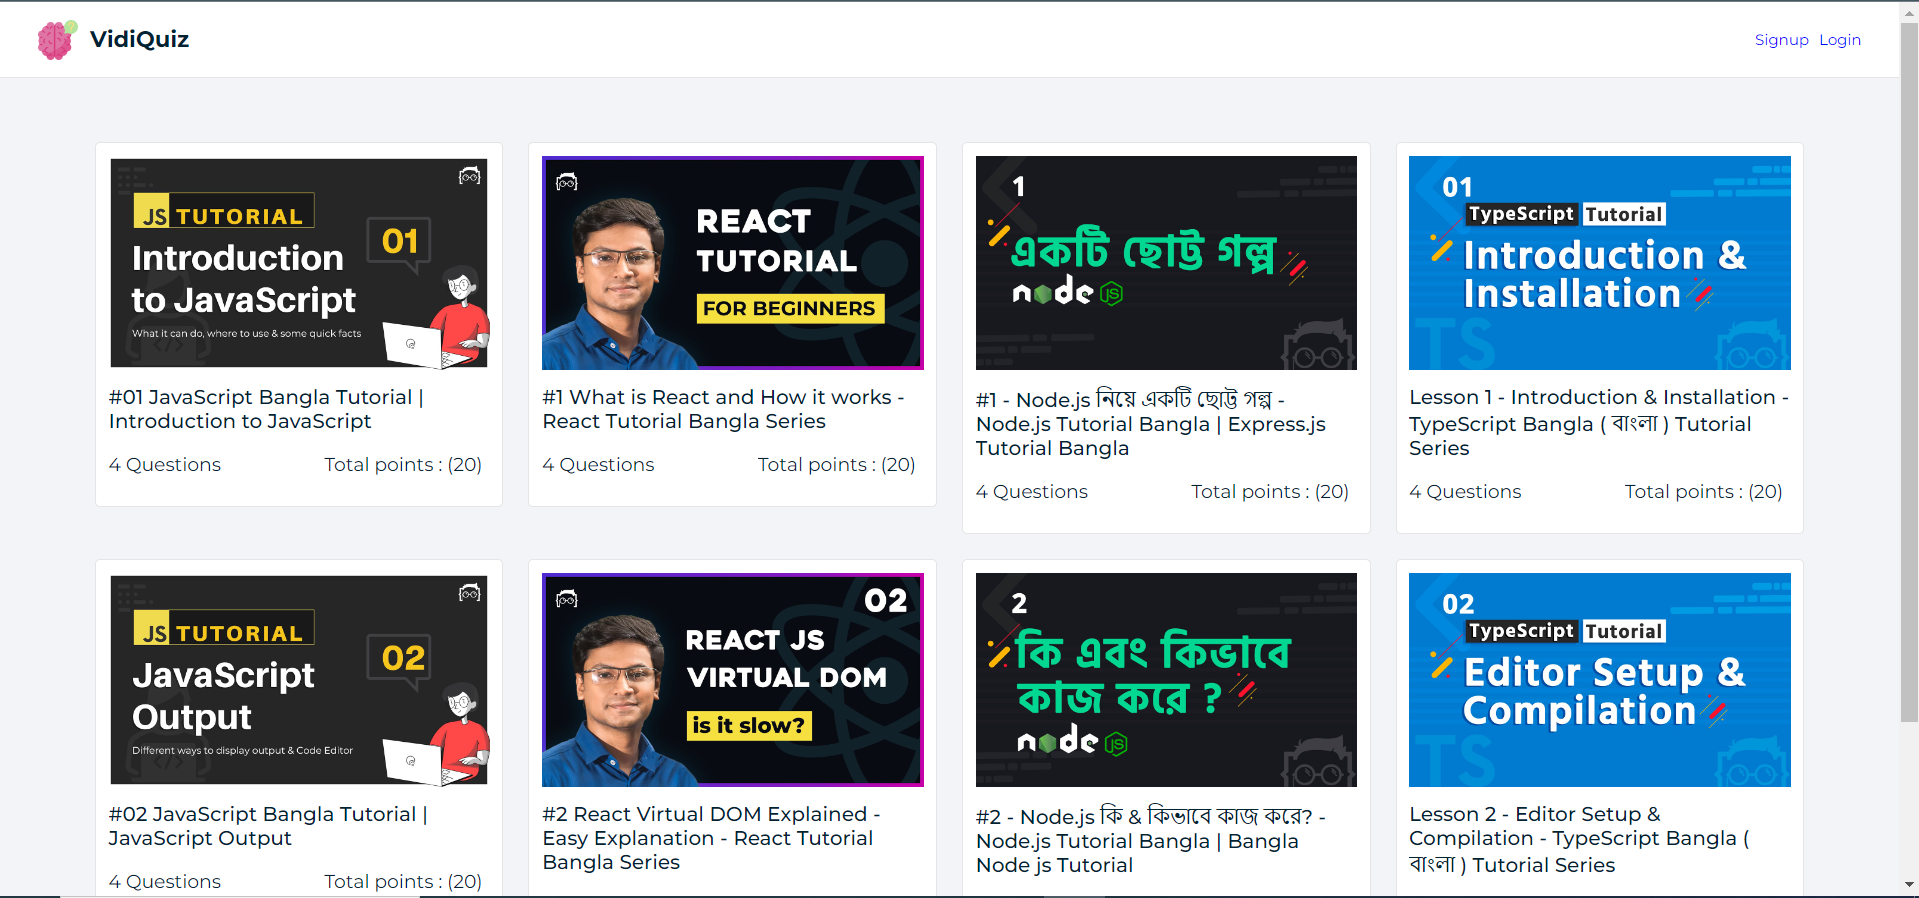 VidiQuiz
Signup Login
JS TUTORIAL
01
Introduction
to JavaScript
What it can do, where to use & some quick facts
#01 JavaScript Bangla Tutorial |
Introduction to JavaScript
4 Questions Total points : (20)
REACT
TUTORIAL
FOR BEGINNERS
#1 What is React and How it works -
React Tutorial Bangla Series
4 Questions Total points : (20)
1
একটি ছোট্ট গল্প
node JS
#1 - Node.js নিয়ে একটি ছোট্ট গল্প -
Node.js Tutorial Bangla | Express.js
Tutorial Bangla
4 Questions Total points : (20)
01
TypeScript Tutorial
Introduction &
Installation
TS
Lesson 1 - Introduction & Installation -
TypeScript Bangla ( বাংলা ) Tutorial
Series
4 Questions Total points : (20)
JS TUTORIAL
02
JavaScript
Output
Different ways to display output & Code Editor
#02 JavaScript Bangla Tutorial |
JavaScript Output
4 Questions Total points : (20)
02
REACT JS
VIRTUAL DOM
is it slow?
#2 React Virtual DOM Explained -
Easy Explanation - React Tutorial
Bangla Series
2
কি এবং কিভাবে
কাজ করে ?
node JS
#2 - Node.js কি & কিভাবে কাজ করে? -
Node.js Tutorial Bangla | Bangla
Node js Tutorial
02
TypeScript Tutorial
Editor Setup &
Compilation
TS
Lesson 2 - Editor Setup &
Compilation - TypeScript Bangla (
বাংলা ) Tutorial Series